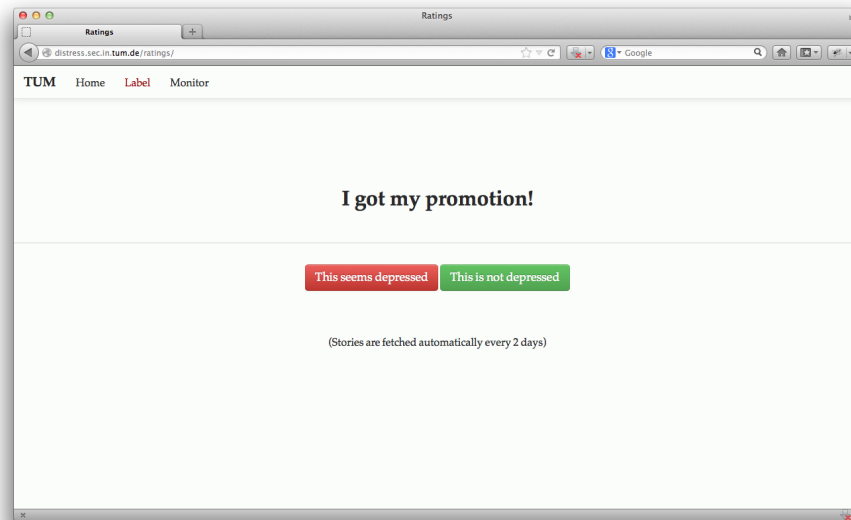 Ratings
Ratings
distress.sec.in.tum.de/ratings/
Google
TUM Home Label Monitor
I got my promotion!
This seems depressed This is not depressed
(Stories are fetched automatically every 2 days)